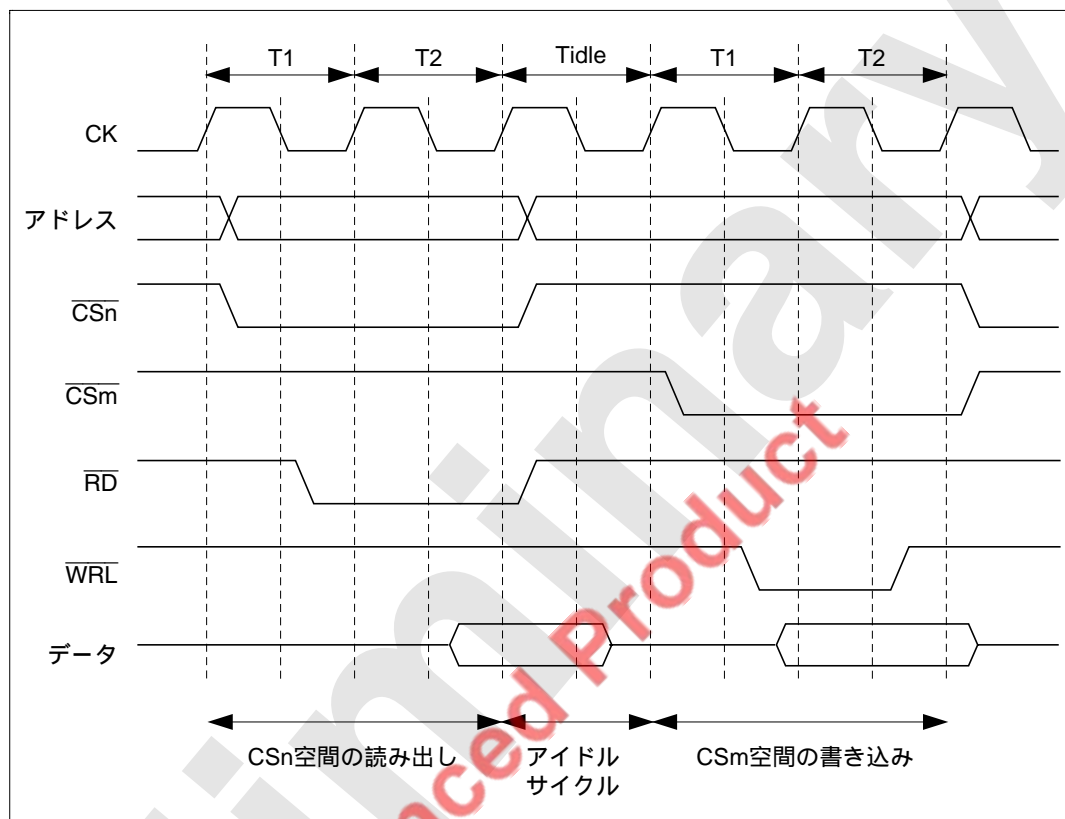 T1 T2 Tidle T1 T2
CK
アドレス
CSn
CSm
RD
WRL
データ
CSn空間の読み出し
アイドル
サイクル
CSm空間の書き込み
iminary
nced Product